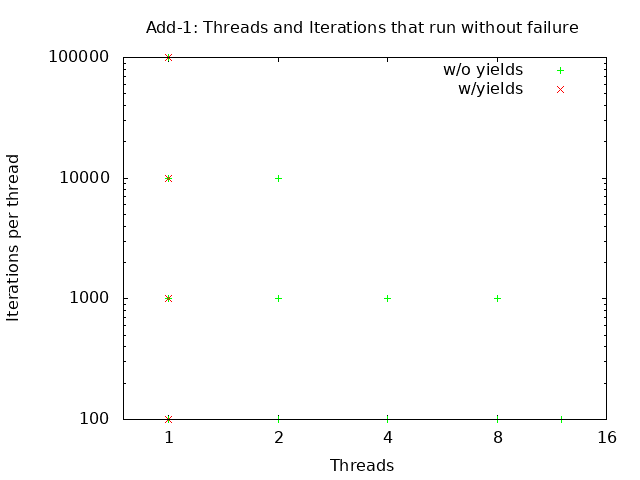 Add-1: Threads and Iterations that run without failure
100000
w/o yields
w/yields
10000
Iterations per thread
1000
100
1 2 4 8 16
Threads